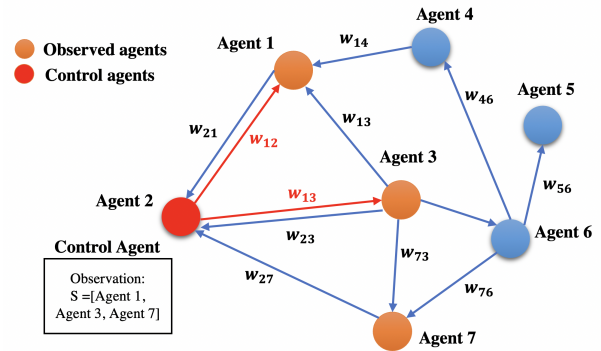 Observed agents
Control agents
Agent 1
Agent 4
w14
Agent 5
w21
w12
w13
w46
Agent 3
w56
Agent 2
w13
w23
w73
Agent 6
Control Agent
w27
w76
Observation:
S =[Agent 1,
Agent 3, Agent 7]
Agent 7